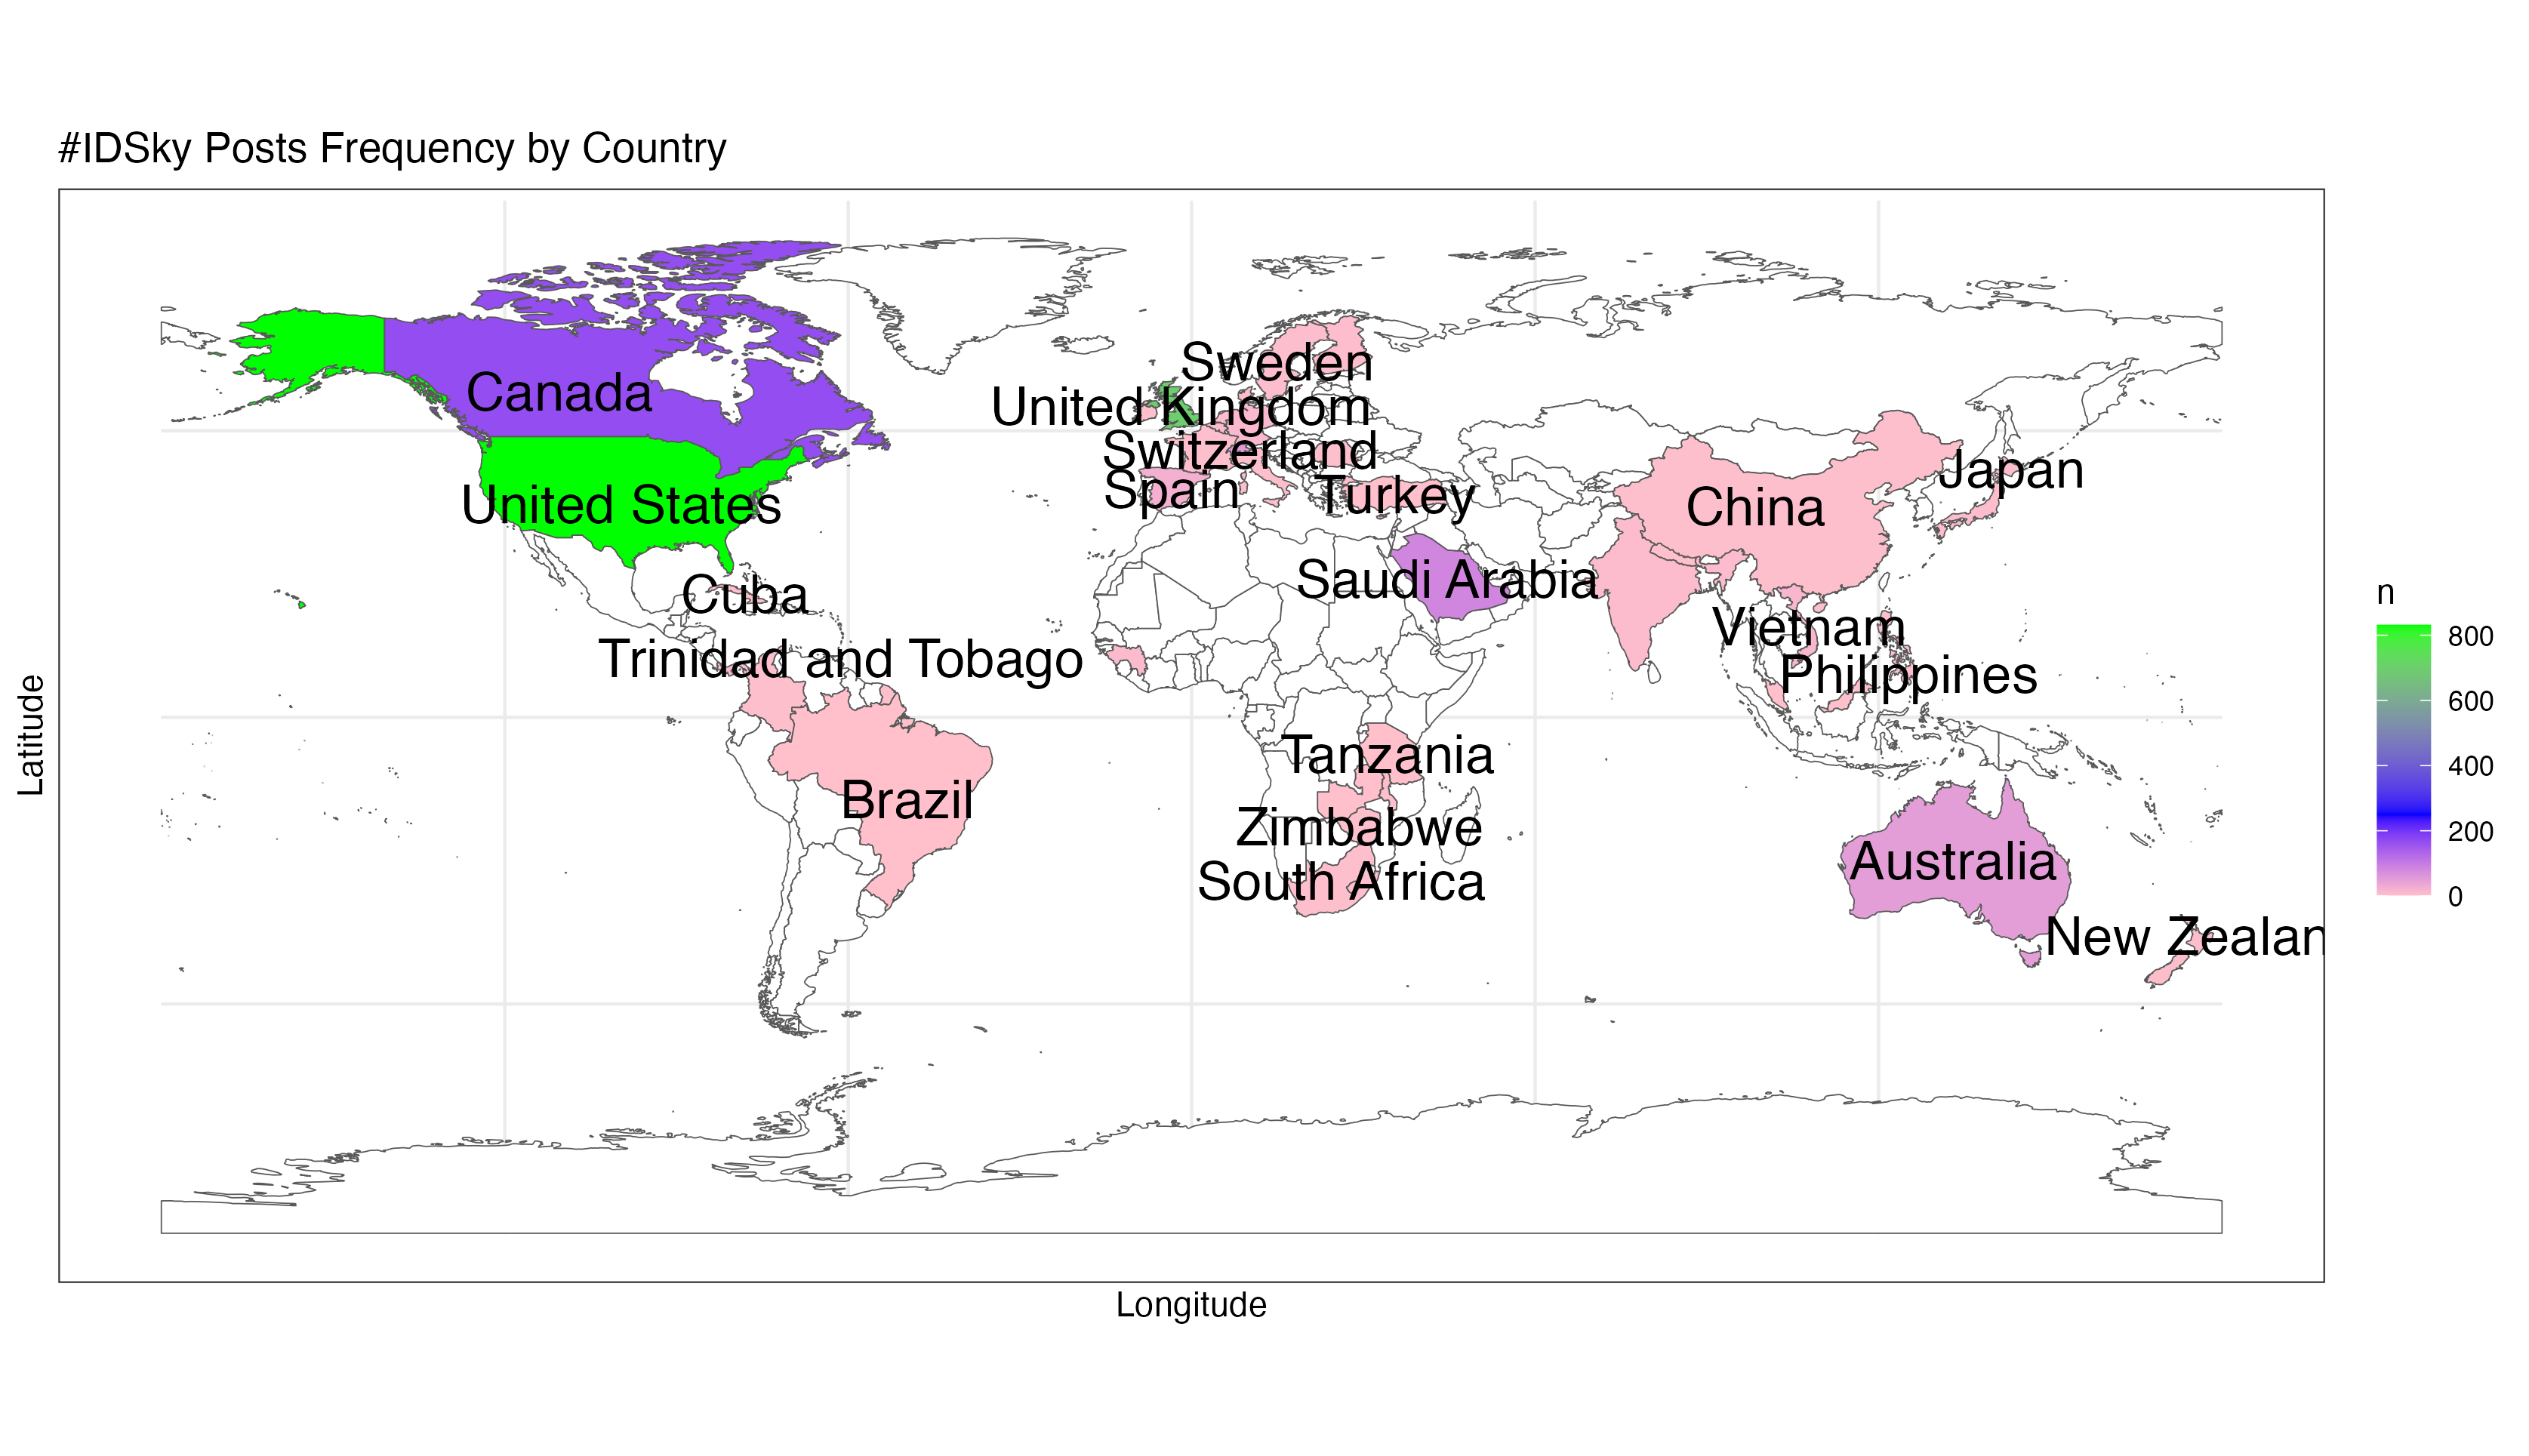 #IDSky Posts Frequency by Country
Sweden
Canada
United Kingdom
Switzerland
Japan
Spain
Turkey
United States
China
Saudi Arabia
Cuba
Vietnam
Trinidad and Tobago
Philippines
Tanzania
Brazil
Zimbabwe
Australia
South Africa
New Zealan
Latitude
Longitude
n
800
600
400
200
0